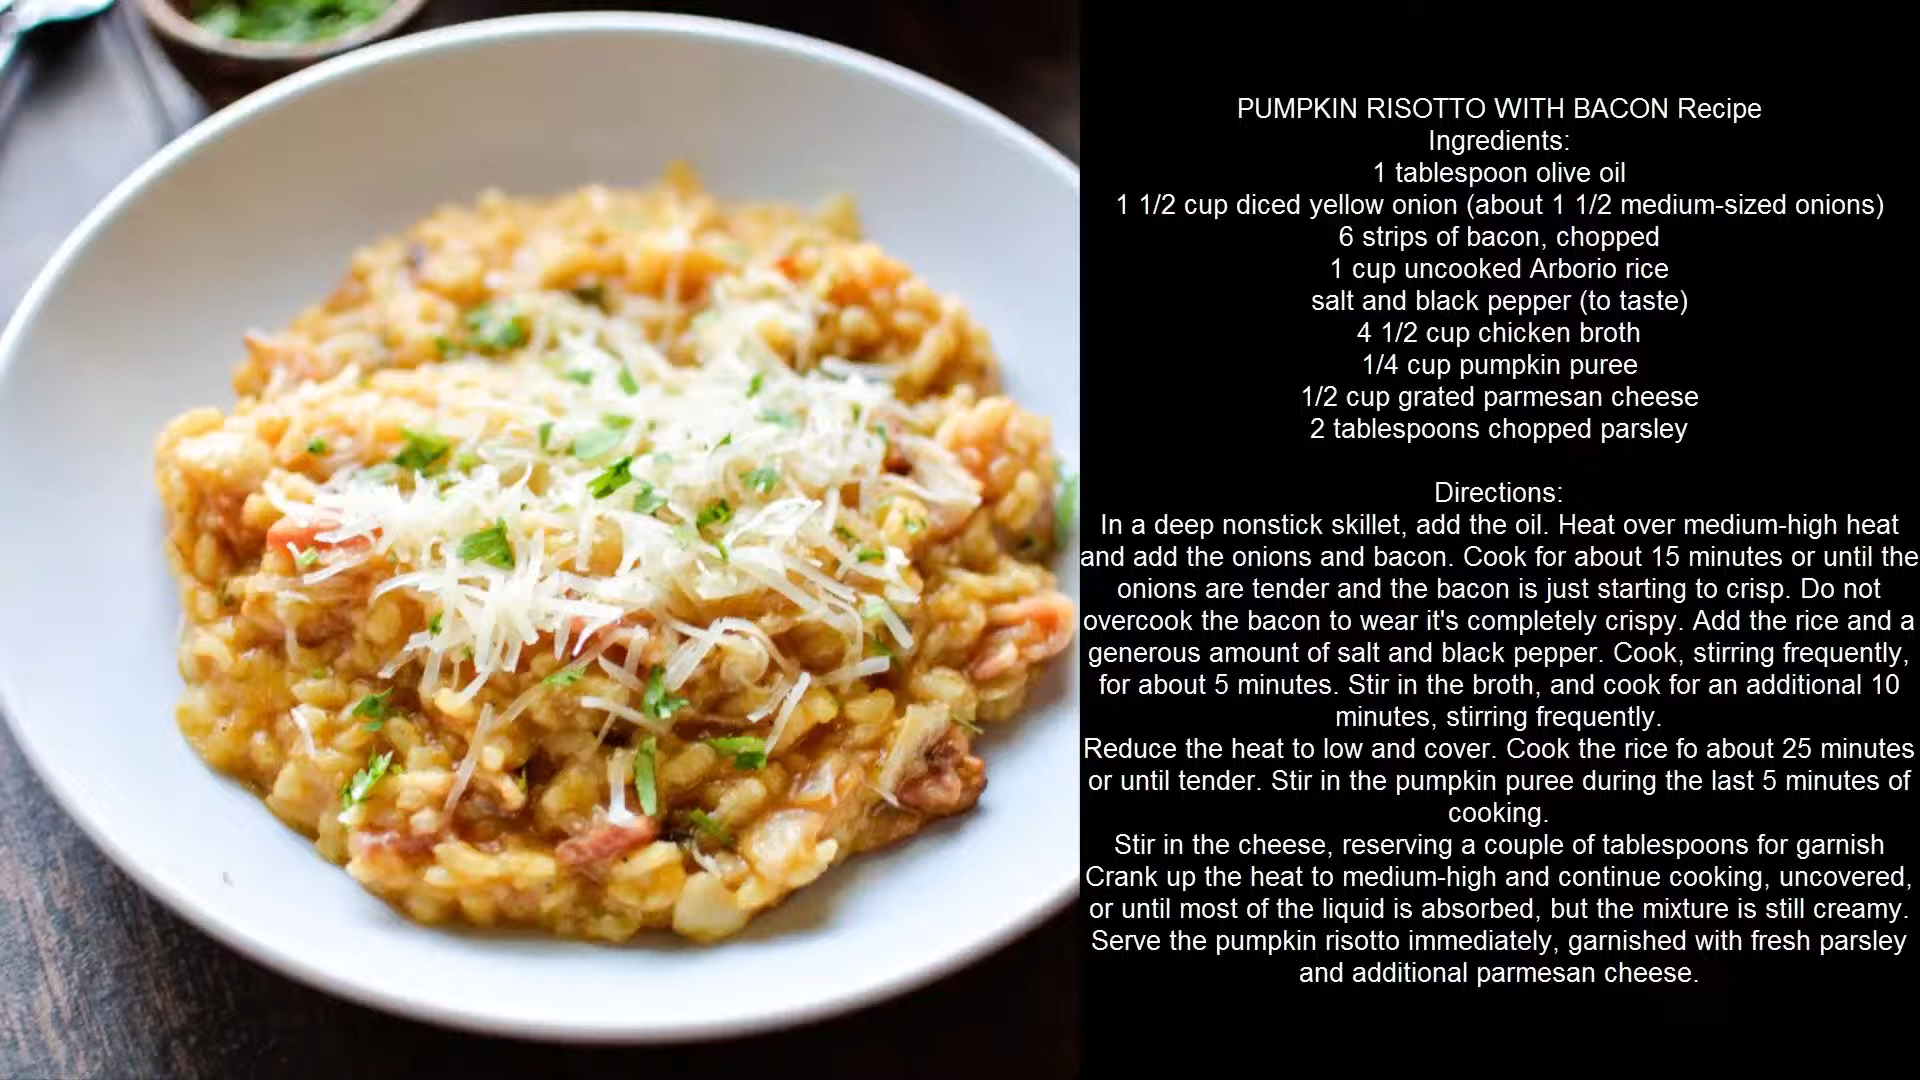 PUMPKIN RISOTTO WITH BACON Recipe
Ingredients:
1 tablespoon olive oil
1 1/2 cup diced yellow onion (about 1 1/2 medium-sized onions)
6 strips of bacon, chopped
1 cup uncooked Arborio rice
salt and black pepper (to taste)
4 1/2 cup chicken broth
1/4 cup pumpkin puree
1/2 cup grated parmesan cheese
2 tablespoons chopped parsley
Directions:
In a deep nonstick skillet, add the oil. Heat over medium-high heat
and add the onions and bacon. Cook for about 15 minutes or until the
onions are tender and the bacon is just starting to crisp. Do not
overcook the bacon to wear it's completely crispy. Add the rice and a
generous amount of salt and black pepper. Cook, stirring frequently,
for about 5 minutes. Stir in the broth, and cook for an additional 10
minutes, stirring frequently.
Reduce the heat to low and cover. Cook the rice fo about 25 minutes
or until tender. Stir in the pumpkin puree during the last 5 minutes of
cooking.
Stir in the cheese, reserving a couple of tablespoons for garnish
Crank up the heat to medium-high and continue cooking, uncovered,
or until most of the liquid is absorbed, but the mixture is still creamy.
Serve the pumpkin risotto immediately, garnished with fresh parsley
and additional parmesan cheese.